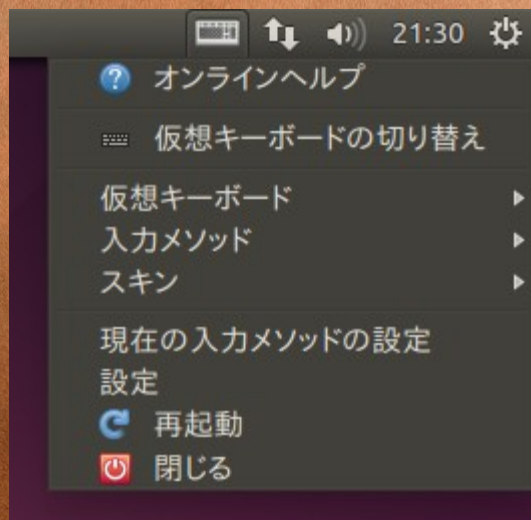 21:30
オンラインヘルプ
仮想キーボードの切り替え
仮想キーボード
入力メソッド
スキン
現在の入力メソッドの設定
設定
再起動
閉じる